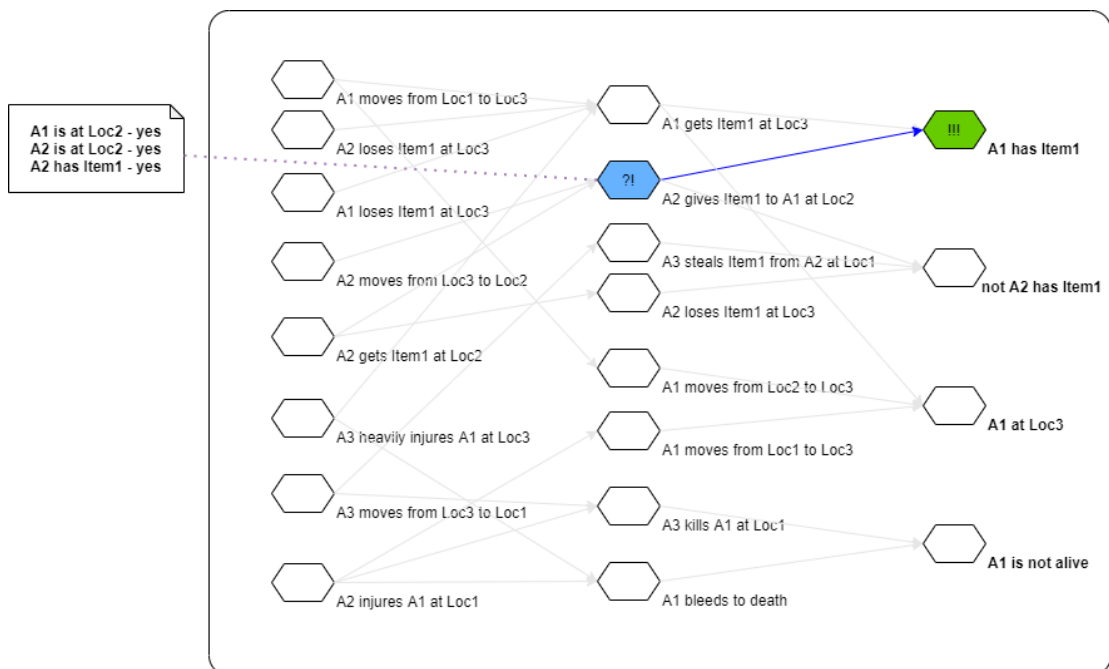 A1 is at Loc2 - yes
A2 is at Loc2 - yes
A2 has Item1 - yes
A1 moves from Loc1 to Loc3
A2 loses Item1 at Loc3
A1 loses Item1 at Loc3
A2 moves from Loc3 to Loc2
A2 gets Item1 at Loc2
A3 heavily injures A1 at Loc3
A3 moves from Loc3 to Loc1
A2 injures A1 at Loc1
A1 gets Item1 at Loc3
?!
A2 gives Item1 to A1 at Loc2
A3 steals Item1 from A2 at Loc1
A2 loses Item1 at Loc3
A1 moves from Loc2 to Loc3
A1 moves from Loc1 to Loc3
A3 kills A1 at Loc1
A1 bleeds to death
!!!
A1 has Item1
not A2 has Item1
A1 at Loc3
A1 is not alive